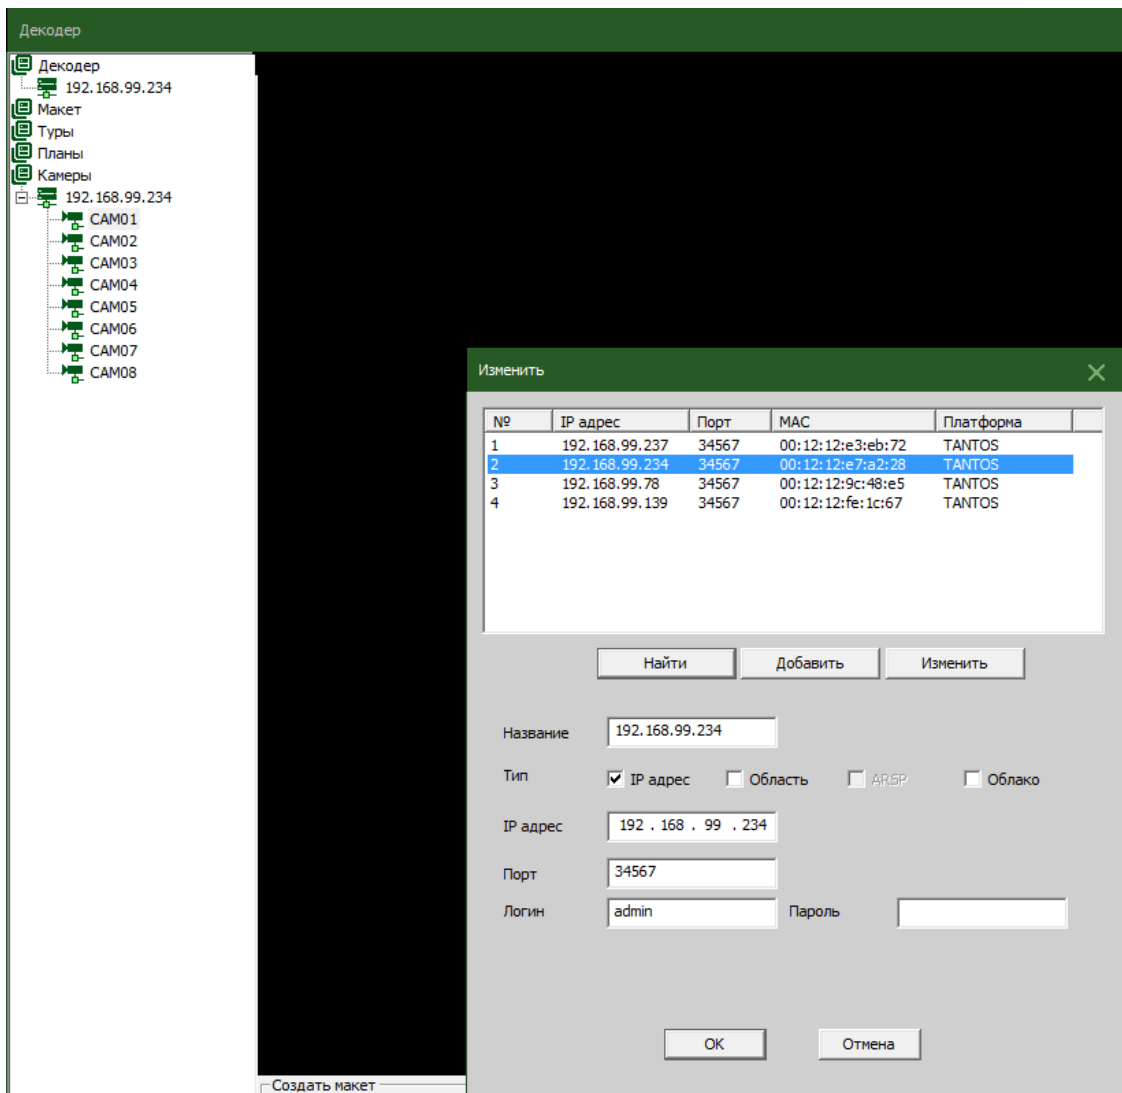 Декодер
Декодер
192.168.99.234
Макет
Туры
Планы
Камеры
192.168.99.234
CAM01
CAM02
CAM03
CAM04
CAM05
CAM06
CAM07
CAM08
Изменить
№ IP адрес Порт MAC Платформа
1 192.168.99.237 34567 00:12:12:e3:eb:72 TANTOS
2 192.168.99.234 34567 00:12:12:e7:a2:28 TANTOS
3 192.168.99.78 34567 00:12:12:9c:48:e5 TANTOS
4 192.168.99.139 34567 00:12:12:fe:1c:67 TANTOS
Найти Добавить Изменить
Название 192.168.99.234
Тип IP адрес Область ARSP Облако
IP адрес 192 . 168 . 99 . 234
Порт 34567
Логин admin Пароль
OK Отмена
Создать макет